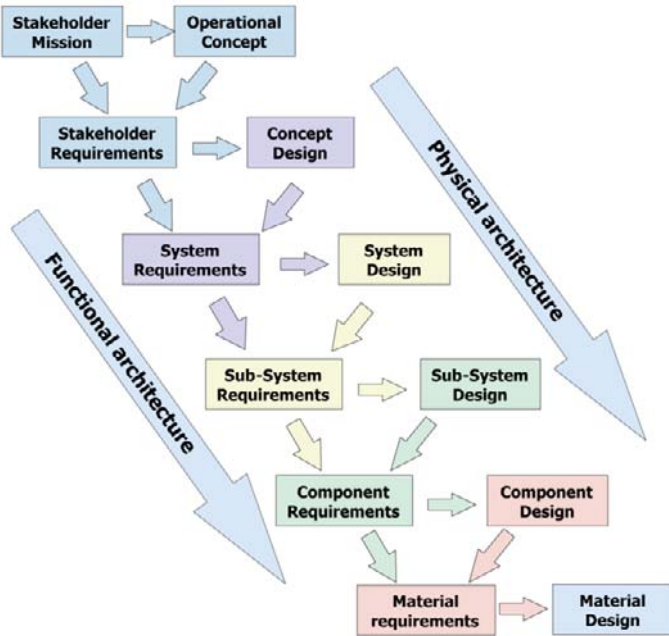 Stakeholder
Mission
Operational
Concept
Stakeholder
Requirements
Concept
Design
Physical architecture
System
Requirements
System
Design
Functional architecture
Sub-System
Requirements
Sub-System
Design
Component
Requirements
Component
Design
Material
requirements
Material
Design